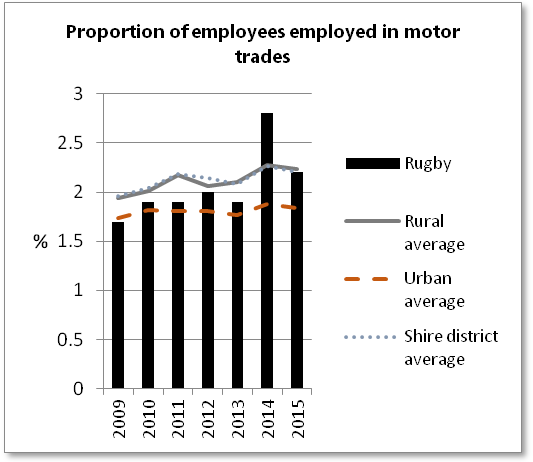 Proportion of employees employed in motor
trades
3
2.5
2
1.5
1
0.5
0
%
2009
2010
2011
2012
2013
2014
2015
Rugby
Rural
average
Urban
average
Shire district
average